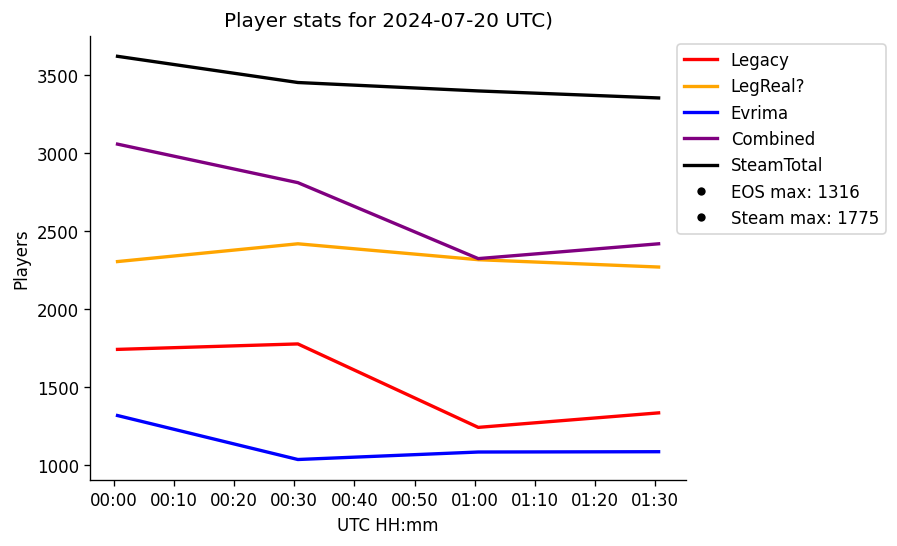 Player stats for 2024-07-20 UTC)
Legacy
LegReal?
Evrima
Combined
SteamTotal
EOS max: 1316
Steam max: 1775
Players
3500
3000
2500
2000
1500
1000
00:00 00:10 00:20 00:30 00:40 00:50 01:00 01:10 01:20 01:30
UTC HH:mm